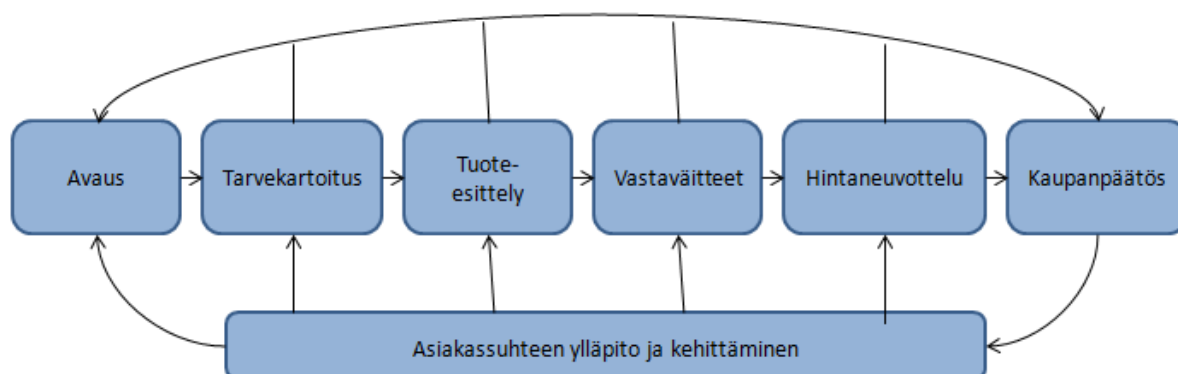 Avaus
Tarvekartoitus
Tuote-
esittely
Vastaväitteet
Hintaneuvottelu
Kaupanpäätös
Asiakassuhteen ylläpito ja kehittäminen